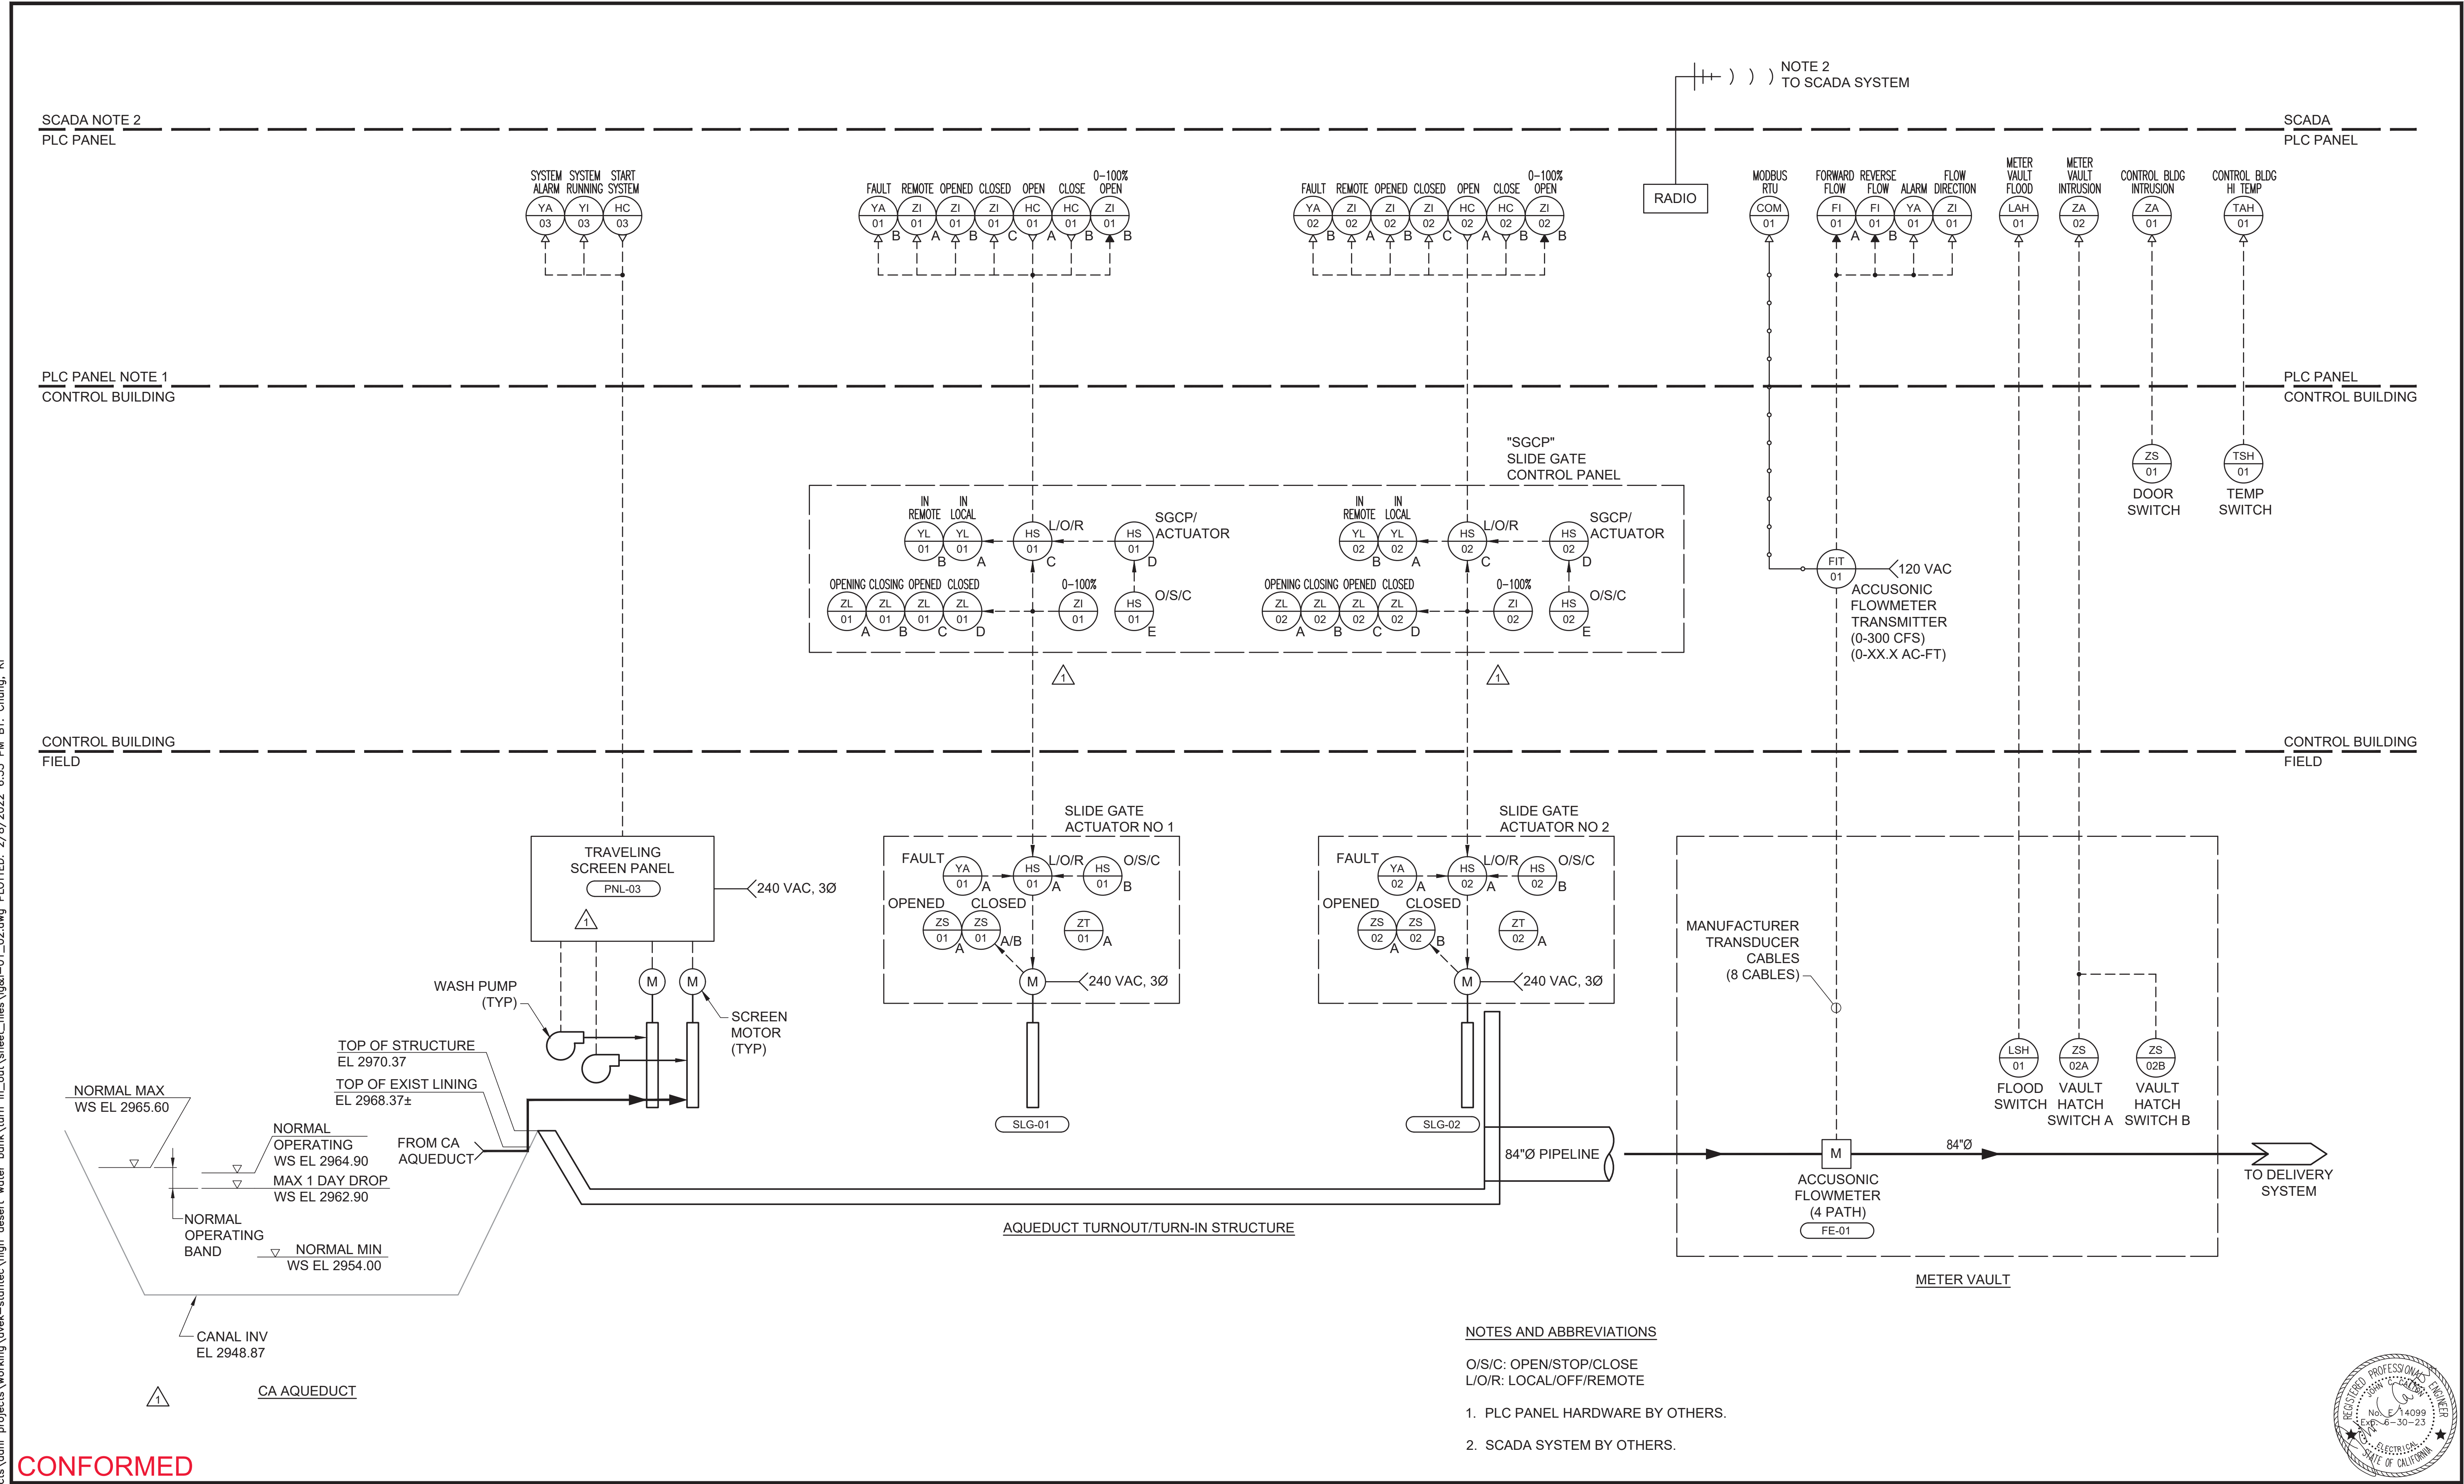 NOTE 2
TO SCADA SYSTEM
SCADA NOTE 2
SCADA
PLC PANEL
PLC PANEL
SYSTEM ALARM
SYSTEM RUNNING
START SYSTEM
YA 03
YI 03
HC 03
FAULT
REMOTE
OPENED
CLOSED
OPEN
CLOSE
0-100% OPEN
YA 01 B
ZI 01 A
ZI 01 B
ZI 01 C
HC 01 A
HC 01 B
ZI 01 B
FAULT
REMOTE
OPENED
CLOSED
OPEN
CLOSE
0-100% OPEN
YA 02 B
ZI 02 A
ZI 02 B
ZI 02 C
HC 02 A
HC 02 B
ZI 02 B
RADIO
MODBUS RTU
COM 01
FORWARD FLOW
REVERSE FLOW
ALARM
FLOW DIRECTION
FI 01 A
FI 01 B
YA 01
ZI 01
METER VAULT FLOOD
LAH 01
METER VAULT INTRUSION
ZA 02
CONTROL BLDG INTRUSION
ZA 01
CONTROL BLDG HI TEMP
TAH 01
PLC PANEL NOTE 1
PLC PANEL
CONTROL BUILDING
CONTROL BUILDING
"SGCP"
SLIDE GATE
CONTROL PANEL
IN REMOTE
IN LOCAL
YL 01 B
YL 01 A
HS 01 C
L/O/R
HS 01 D
SGCP/
ACTUATOR
OPENING
CLOSING
OPENED
CLOSED
ZL 01 A
ZL 01 B
ZL 01 C
ZL 01 D
0-100%
ZI 01
HS 01 E
O/S/C
IN REMOTE
IN LOCAL
YL 02 B
YL 02 A
HS 02 C
L/O/R
HS 02 D
SGCP/
ACTUATOR
OPENING
CLOSING
OPENED
CLOSED
ZL 02 A
ZL 02 B
ZL 02 C
ZL 02 D
0-100%
ZI 02
HS 02 E
O/S/C
1
1
ZS 01
DOOR
SWITCH
TSH 01
TEMP
SWITCH
FIT 01
120 VAC
ACCUSONIC
FLOWMETER
TRANSMITTER
(0-300 CFS)
(0-XX.X AC-FT)
CONTROL BUILDING
CONTROL BUILDING
FIELD
FIELD
TRAVELING
SCREEN PANEL
PNL-03
1
240 VAC, 3Ø
M
M
WASH PUMP
(TYP)
SCREEN
MOTOR
(TYP)
SLIDE GATE
ACTUATOR NO 1
FAULT
YA 01 A
HS 01 A
L/O/R
HS 01 B
O/S/C
OPENED
CLOSED
ZS 01 A
ZS 01 A/B
ZT 01 A
M
240 VAC, 3Ø
SLG-01
SLIDE GATE
ACTUATOR NO 2
FAULT
YA 02 A
HS 02 A
L/O/R
HS 02 B
O/S/C
OPENED
CLOSED
ZS 02 A
ZS 02 B
ZT 02 A
M
240 VAC, 3Ø
SLG-02
MANUFACTURER
TRANSDUCER
CABLES
(8 CABLES)
LSH 01
FLOOD
SWITCH
ZS 02A
VAULT
HATCH
SWITCH A
ZS 02B
VAULT
HATCH
SWITCH B
TOP OF STRUCTURE
EL 2970.37
TOP OF EXIST LINING
EL 2968.37±
NORMAL MAX
WS EL 2965.60
NORMAL
OPERATING
WS EL 2964.90
MAX 1 DAY DROP
WS EL 2962.90
NORMAL
OPERATING
BAND
NORMAL MIN
WS EL 2954.00
FROM CA
AQUEDUCT
84"Ø PIPELINE
M
84"Ø
ACCUSONIC
FLOWMETER
(4 PATH)
FE-01
TO DELIVERY
SYSTEM
AQUEDUCT TURNOUT/TURN-IN STRUCTURE
METER VAULT
CANAL INV
EL 2948.87
1
CA AQUEDUCT
NOTES AND ABBREVIATIONS
O/S/C: OPEN/STOP/CLOSE
L/O/R: LOCAL/OFF/REMOTE
1. PLC PANEL HARDWARE BY OTHERS.
2. SCADA SYSTEM BY OTHERS.
CONFORMED
REGISTERED PROFESSIONAL ENGINEER
No. E 14099
Exp. 6-30-23
ELECTRICAL
STATE OF CALIFORNIA